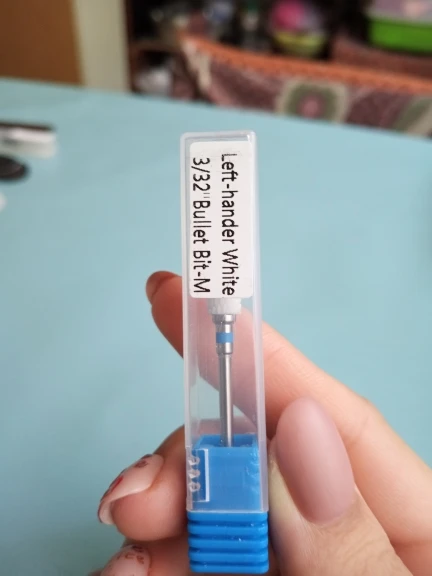 Left-hander White
3/32" Bullet Bit-M